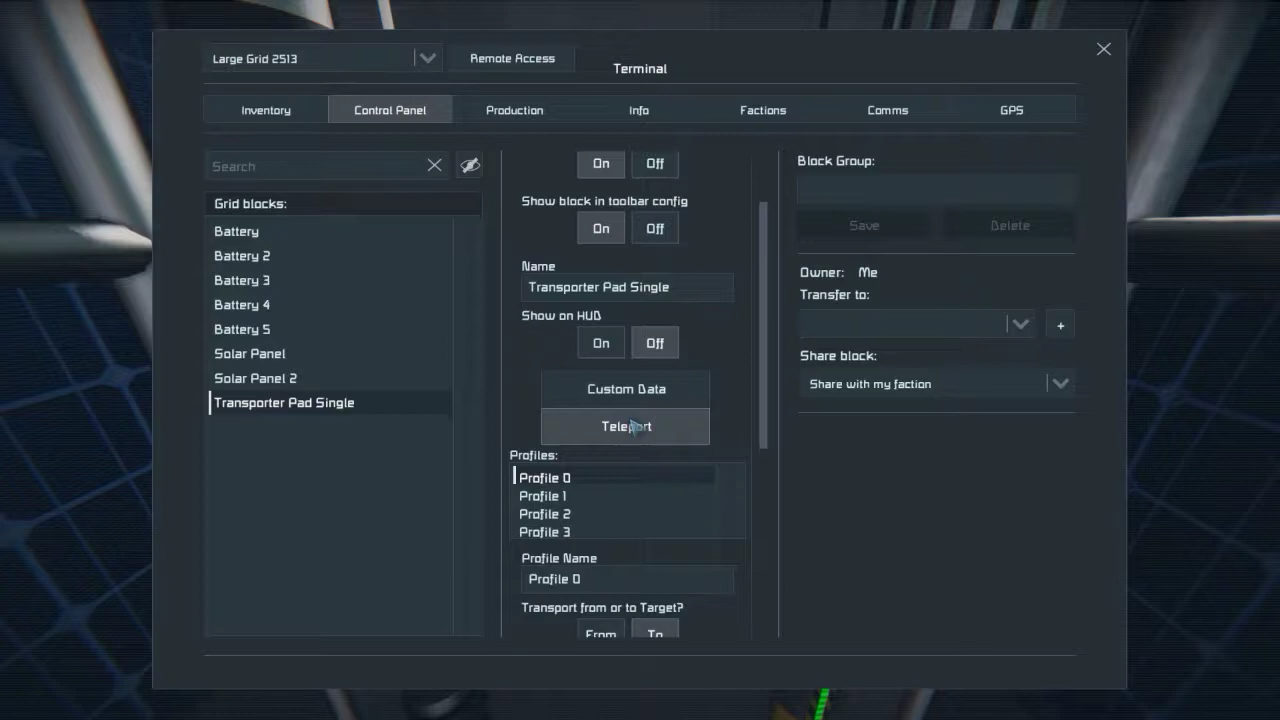 Large Grid 2513
Remote Access
Terminal
Inventory
Control Panel
Production
Info
Factions
Comms
GPS
Search
Grid blocks:
Battery
Battery 2
Battery 3
Battery 4
Battery 5
Solar Panel
Solar Panel 2
Transporter Pad Single
On Off
Show block in toolbar config
On Off
Name
Transporter Pad Single
Show on HUD
On Off
Custom Data
Teleport
Profiles:
Profile 0
Profile 1
Profile 2
Profile 3
Profile Name
Profile 0
Transport from or to Target?
From To
Block Group:
Save Delete
Owner: Me
Transfer to:
+
Share block:
Share with my faction